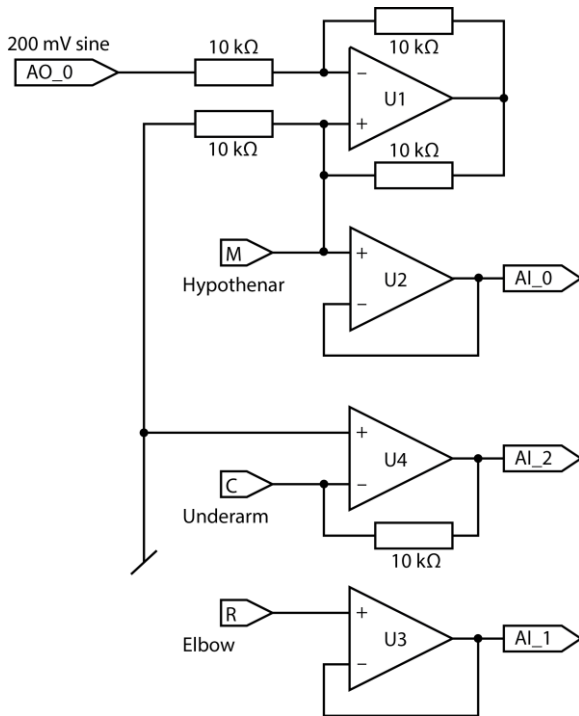 200 mV sine
AO_0
10 kΩ
10 kΩ
−
U1
+
10 kΩ
10 kΩ
M
Hypothenar
+
U2
−
AI_0
+
U4
−
AI_2
C
Underarm
10 kΩ
R
Elbow
+
U3
−
AI_1